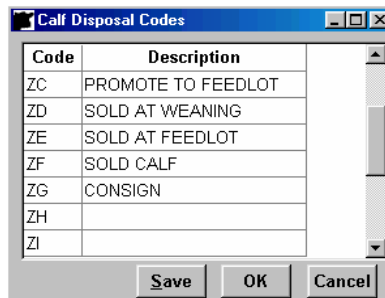 Calf Disposal Codes
Code Description
ZC PROMOTE TO FEEDLOT
ZD SOLD AT WEANING
ZE SOLD AT FEEDLOT
ZF SOLD CALF
ZG CONSIGN
ZH
ZI
Save OK Cancel